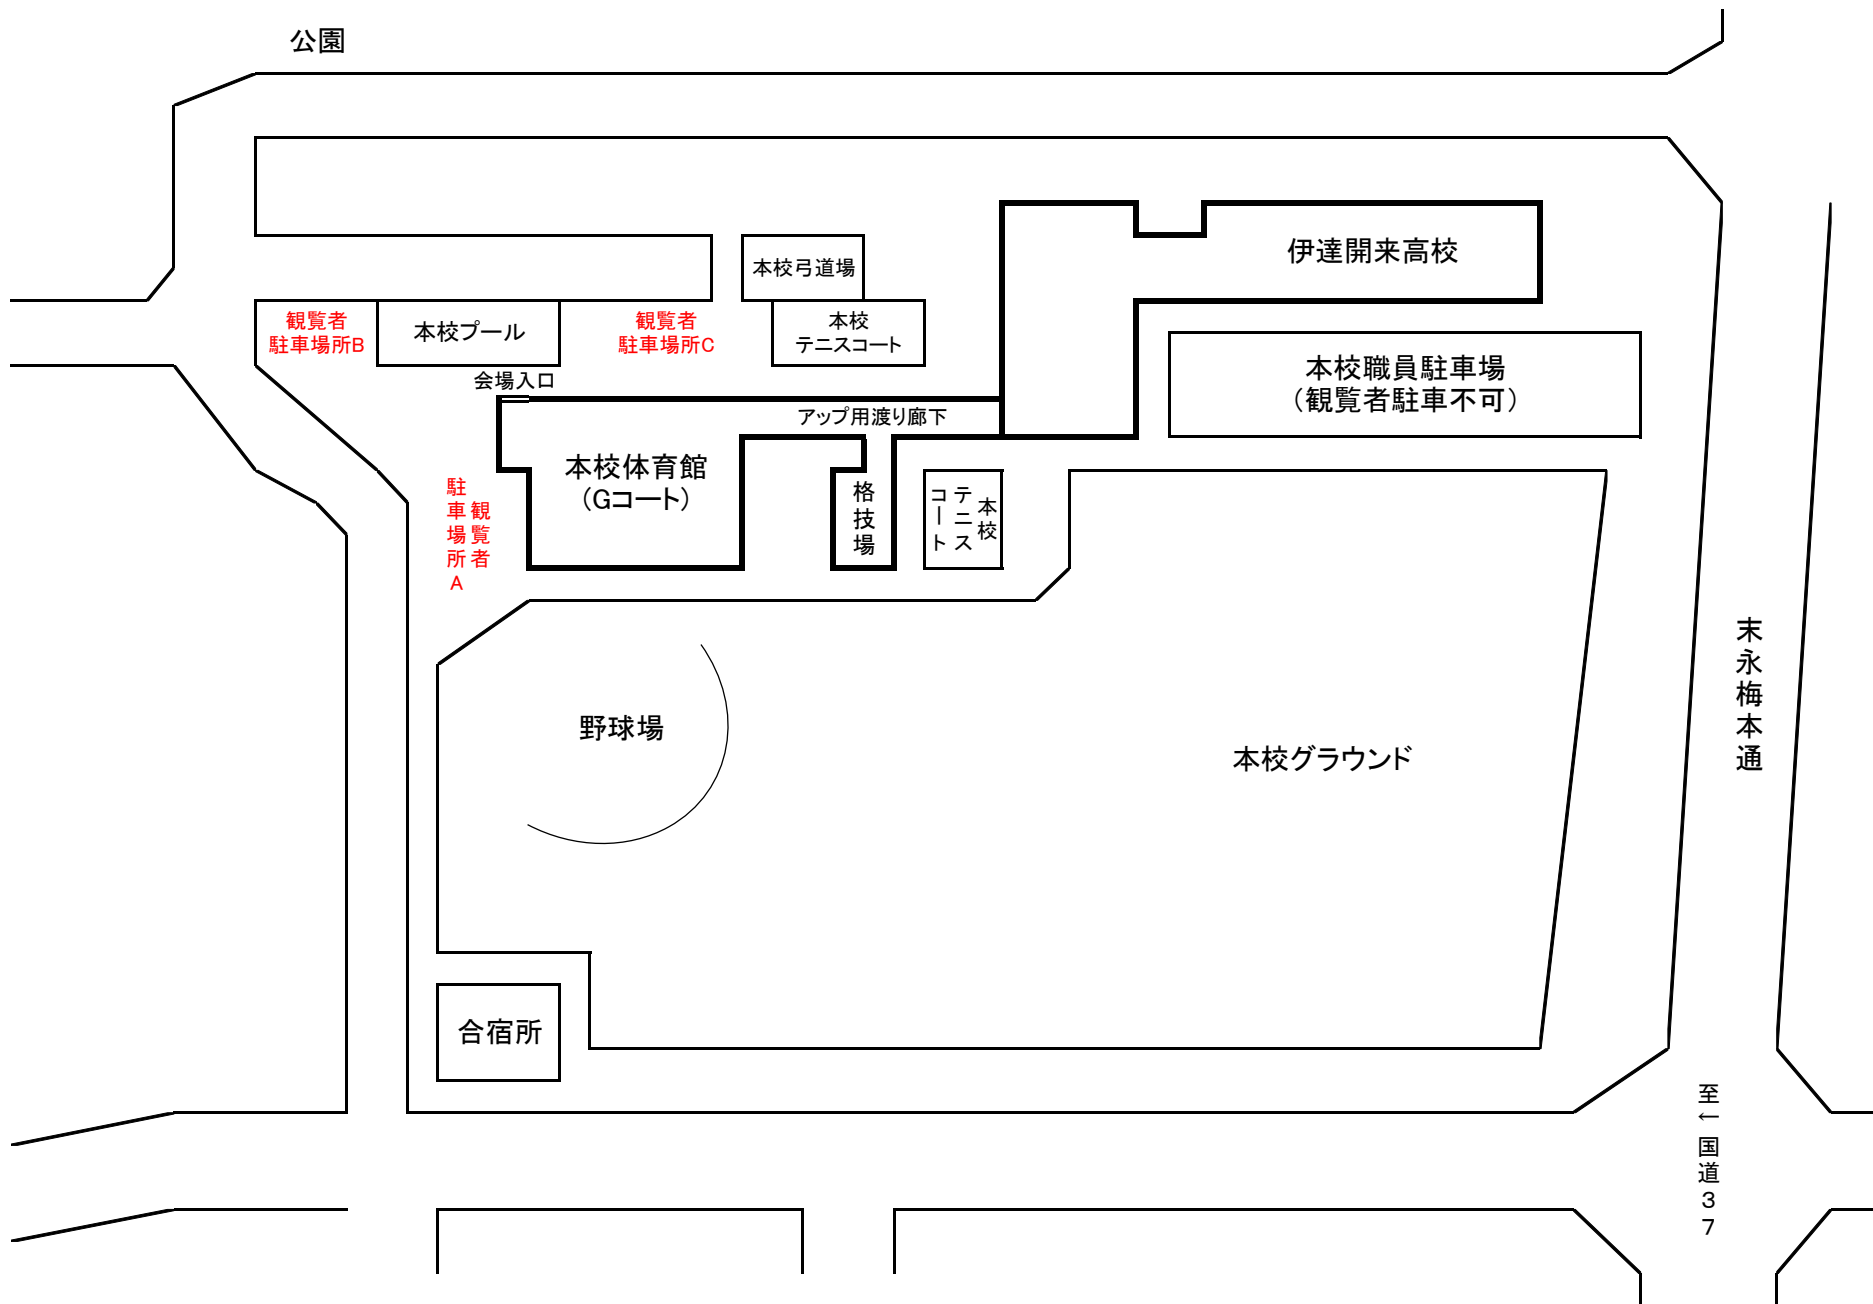 公園
伊達開来高校
本校弓道場
観覧者
駐車場所B
本校プール
観覧者
駐車場所C
本校
テニスコート
本校職員駐車場
（観覧者駐車不可）
会場入口
アップ用渡り廊下
本校体育館
（Gコート）
観覧者
駐車場所A
格技場
本校
テニス
コート
末永梅本通
野球場
本校グラウンド
合宿所
至←国道37